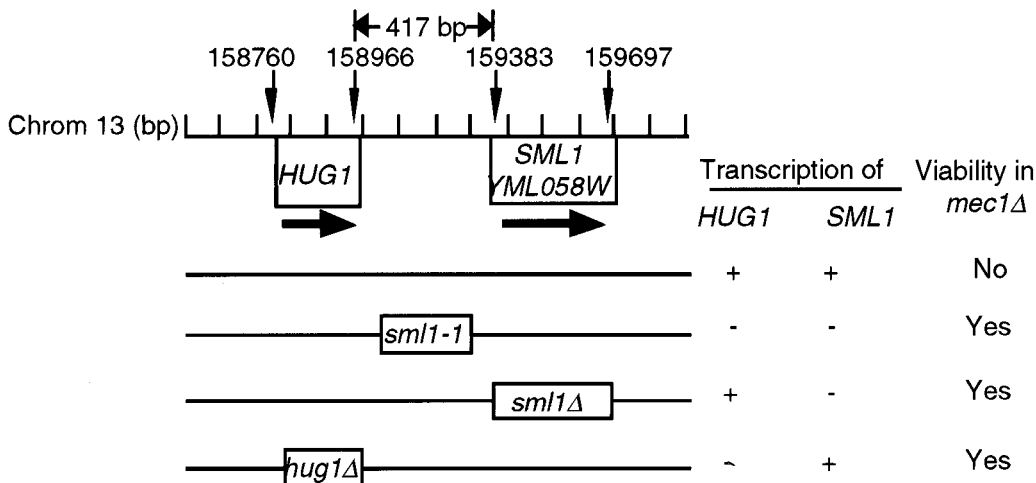 417 bp
158760 158966 159383 159697
Chrom 13 (bp)
HUG1
SML1
YML058W
Transcription of
HUG1 SML1
Viability in
mec1Δ
+ + No
sml1-1 - - Yes
sml1Δ + - Yes
hug1Δ - + Yes